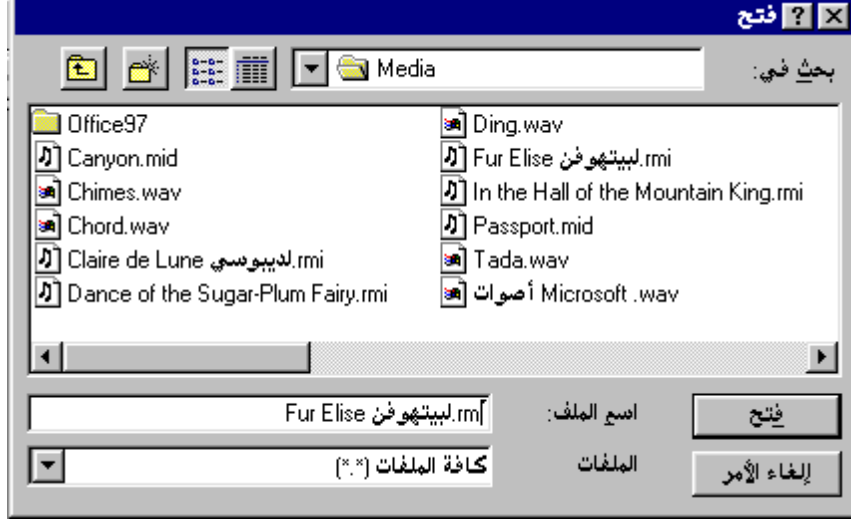 فتح
بحث في:
Media
Office97
Canyon.mid
Chimes.wav
Chord.wav
Claire de Lune لديبوسي.rmi
Dance of the Sugar-Plum Fairy.rmi
Ding.wav
Fur Elise لبيتهوفن.rmi
In the Hall of the Mountain King.rmi
Passport.mid
Tada.wav
أصوات Microsoft .wav
اسم الملف:
Fur Elise لبيتهوفن.rm
فتح
الملفات
كافة الملفات (*.*)
إلغاء الأمر